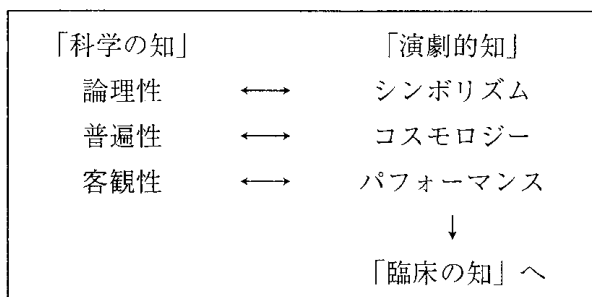 「科学の知」 「演劇的知」
論理性 ←→ シンボリズム
普遍性 ←→ コスモロジー
客観性 ←→ パフォーマンス
↓
「臨床の知」へ